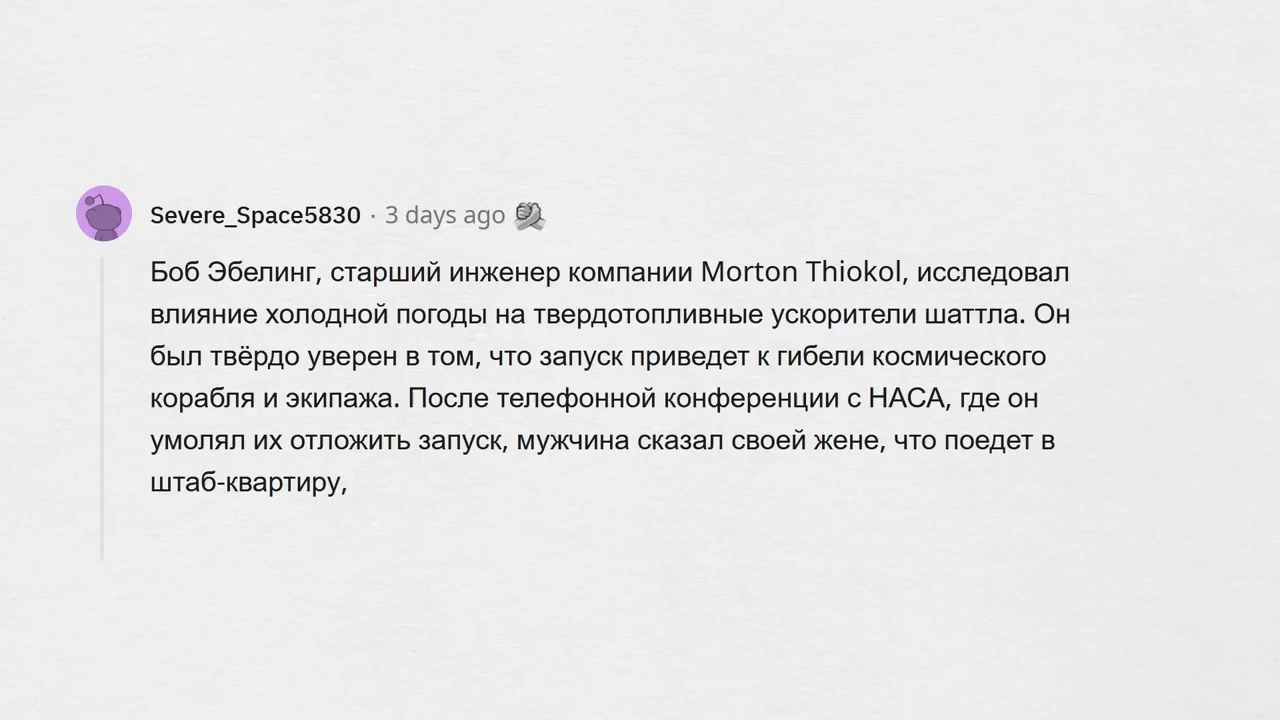 Severe_Space5830 · 3 days ago
Боб Эбелинг, старший инженер компании Morton Thiokol, исследовал
влияние холодной погоды на твердотопливные ускорители шаттла. Он
был твёрдо уверен в том, что запуск приведет к гибели космического
корабля и экипажа. После телефонной конференции с НАСА, где он
умолял их отложить запуск, мужчина сказал своей жене, что поедет в
штаб-квартиру,